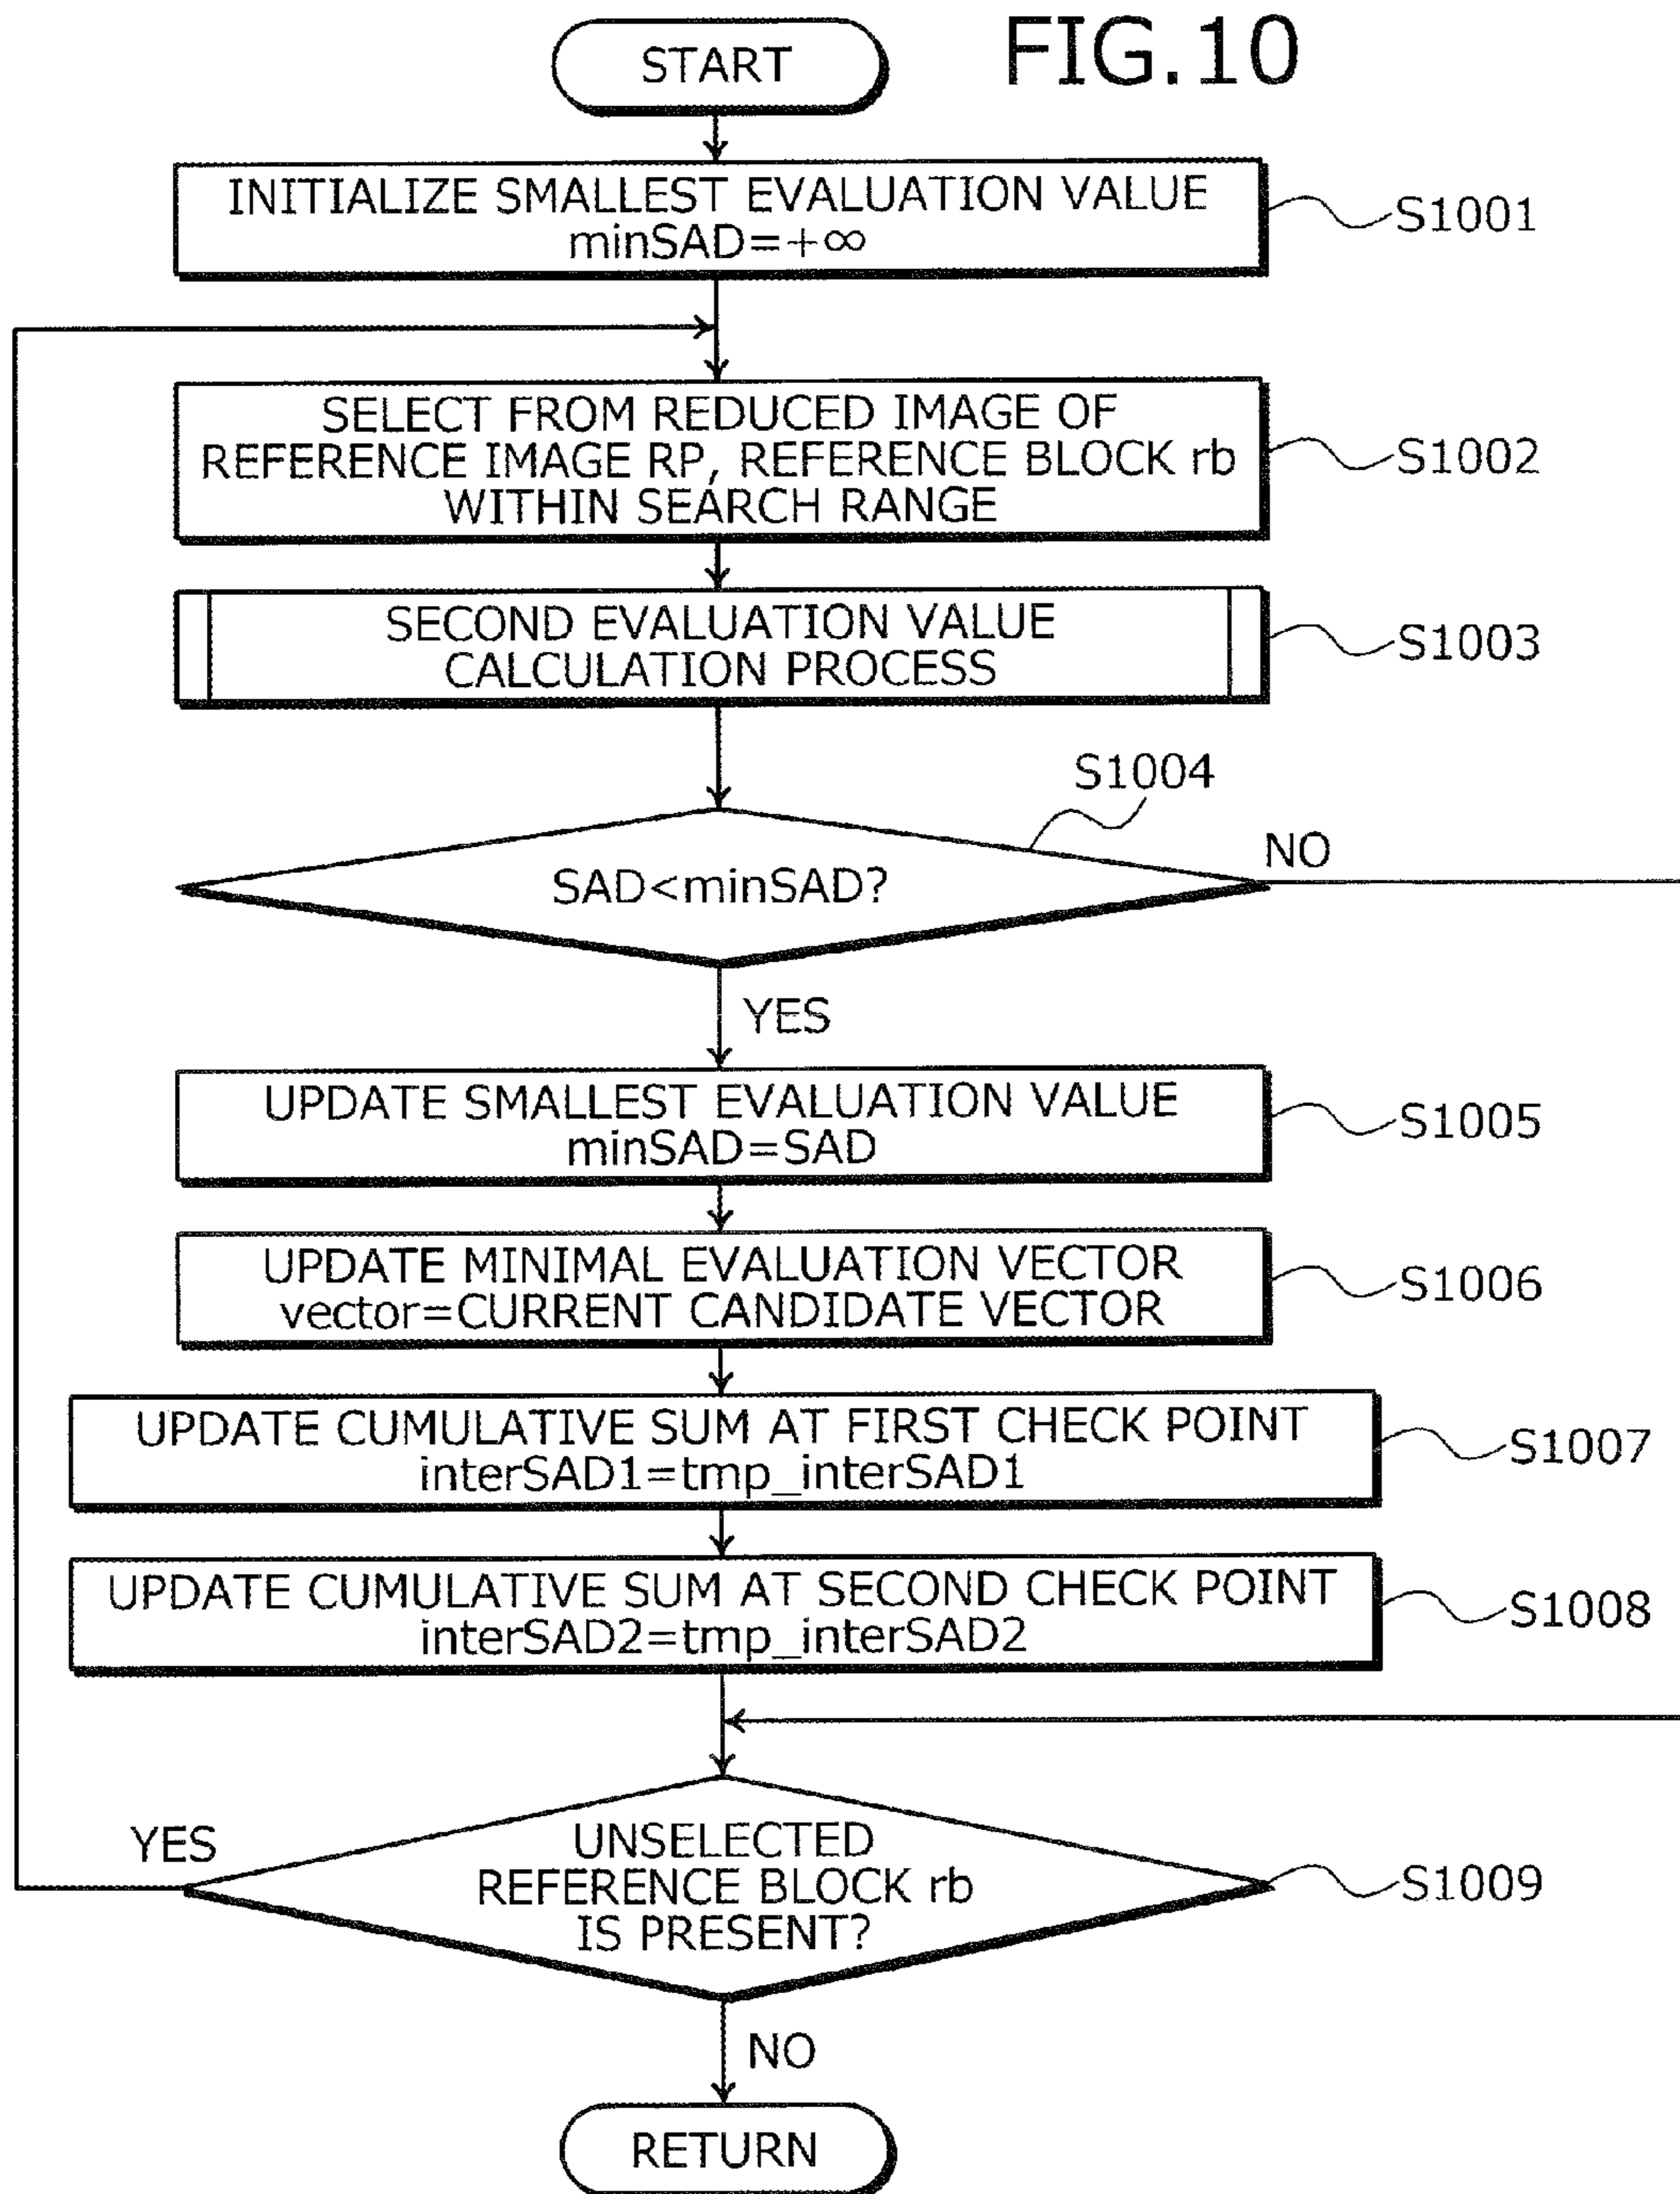 FIG.10
START
INITIALIZE SMALLEST EVALUATION VALUE
minSAD=+∞
S1001
SELECT FROM REDUCED IMAGE OF
REFERENCE IMAGE RP, REFERENCE BLOCK rb
WITHIN SEARCH RANGE
S1002
SECOND EVALUATION VALUE
CALCULATION PROCESS
S1003
S1004
SAD<minSAD?
NO
YES
UPDATE SMALLEST EVALUATION VALUE
minSAD=SAD
S1005
UPDATE MINIMAL EVALUATION VECTOR
vector=CURRENT CANDIDATE VECTOR
S1006
UPDATE CUMULATIVE SUM AT FIRST CHECK POINT
interSAD1=tmp_interSAD1
S1007
UPDATE CUMULATIVE SUM AT SECOND CHECK POINT
interSAD2=tmp_interSAD2
S1008
YES
UNSELECTED
REFERENCE BLOCK rb
IS PRESENT?
S1009
NO
RETURN